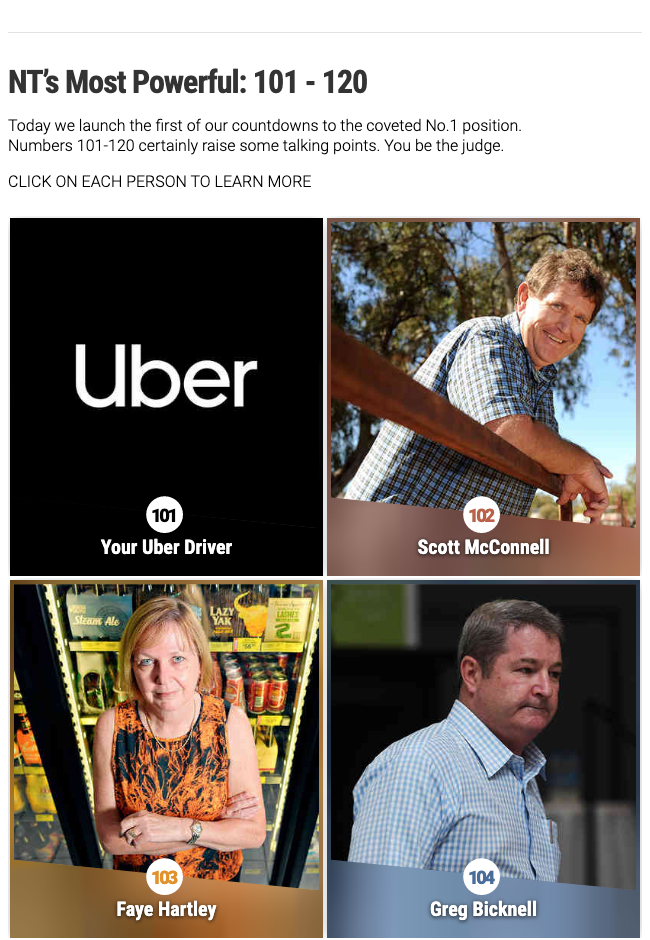 NT’s Most Powerful: 101 - 120
Today we launch the first of our countdowns to the coveted No.1 position.
Numbers 101-120 certainly raise some talking points. You be the judge.
CLICK ON EACH PERSON TO LEARN MORE
Uber
101
Your Uber Driver
102
Scott McConnell
Steam Ale
LAZY
YAK
103
Faye Hartley
104
Greg Bicknell